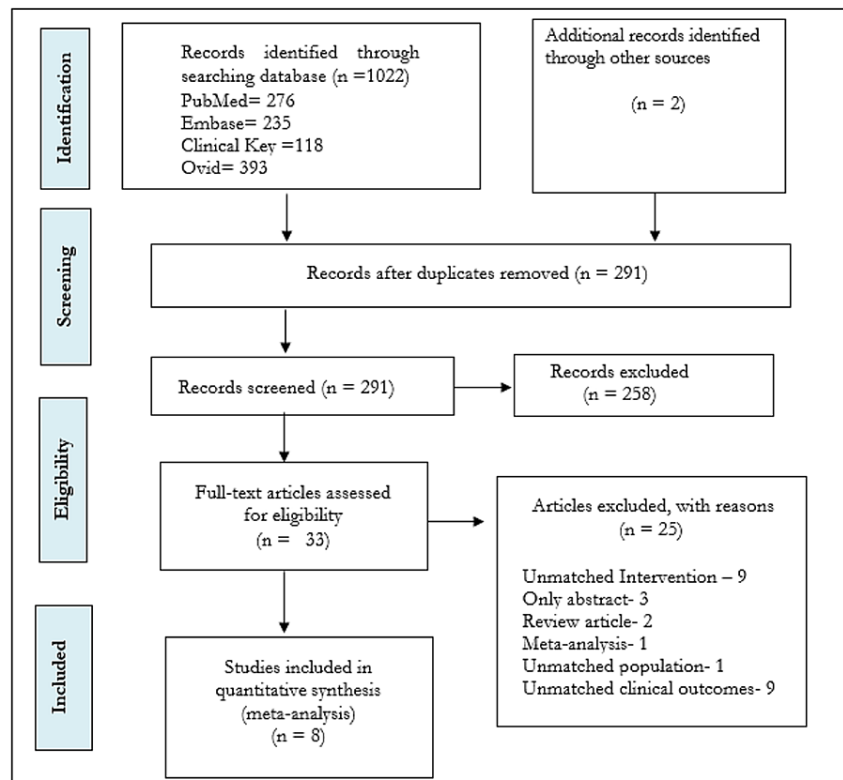 Identification
Records identified through
searching database (n =1022)
PubMed= 276
Embase= 235
Clinical Key =118
Ovid= 393
Additional records identified
through other sources
(n = 2)
Screening
Records after duplicates removed (n = 291)
Records screened (n = 291)
Records excluded
(n = 258)
Eligibility
Full-text articles assessed
for eligibility
(n = 33)
Articles excluded, with reasons
(n = 25)
Unmatched Intervention – 9
Only abstract- 3
Review article- 2
Meta-analysis- 1
Unmatched population- 1
Unmatched clinical outcomes- 9
Included
Studies included in
quantitative synthesis
(meta-analysis)
(n = 8)